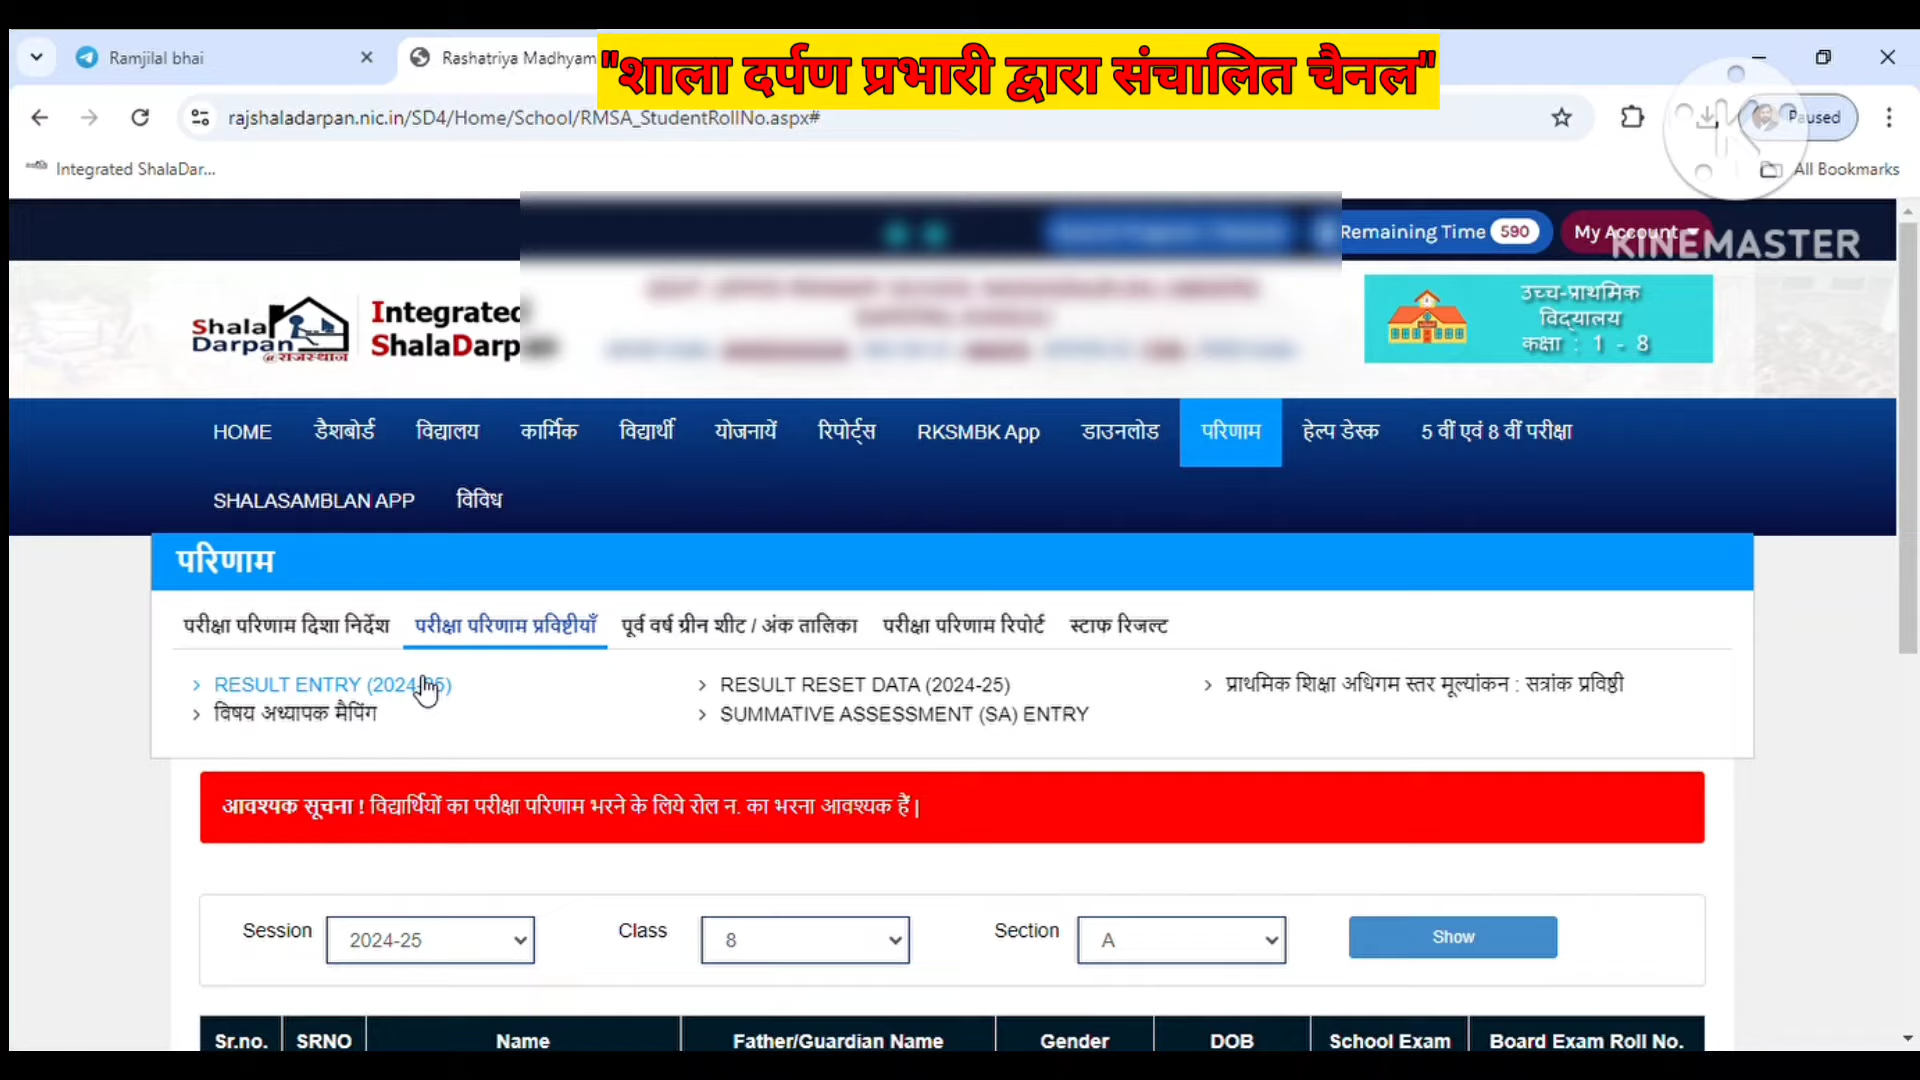 Ramjilal bhai
Rashatriya Madhyam
"शाला दर्पण प्रभारी द्वारा संचालित चैनल"
rajshaladarpan.nic.in/SD4/Home/School/RMSA_StudentRollNo.aspx#
Paused
Integrated ShalaDar...
All Bookmarks
Remaining Time 590
My Account
KINEMASTER
Shala Darpan
@राजस्थान
Integrated
ShalaDarp
उच्च-प्राथमिक
विद्यालय
कक्षा : 1 - 8
HOME डैशबोर्ड विद्यालय कार्मिक विद्यार्थी योजनायें रिपोर्ट्स RKSMBK App डाउनलोड परिणाम हेल्प डेस्क 5 वीं एवं 8 वीं परीक्षा
SHALASAMBLAN APP विविध
परिणाम
परीक्षा परिणाम दिशा निर्देश परीक्षा परिणाम प्रविष्टीयाँ पूर्व वर्ष ग्रीन शीट / अंक तालिका परीक्षा परिणाम रिपोर्ट स्टाफ रिजल्ट
RESULT ENTRY (2024-25) RESULT RESET DATA (2024-25) प्राथमिक शिक्षा अधिगम स्तर मूल्यांकन : सत्रांक प्रविष्ठी
विषय अध्यापक मैपिंग SUMMATIVE ASSESSMENT (SA) ENTRY
आवश्यक सूचना ! विद्यार्थियों का परीक्षा परिणाम भरने के लिये रोल न. का भरना आवश्यक हैं |
Session 2024-25 Class 8 Section A Show
Sr.no. SRNO Name Father/Guardian Name Gender DOB School Exam Board Exam Roll No.